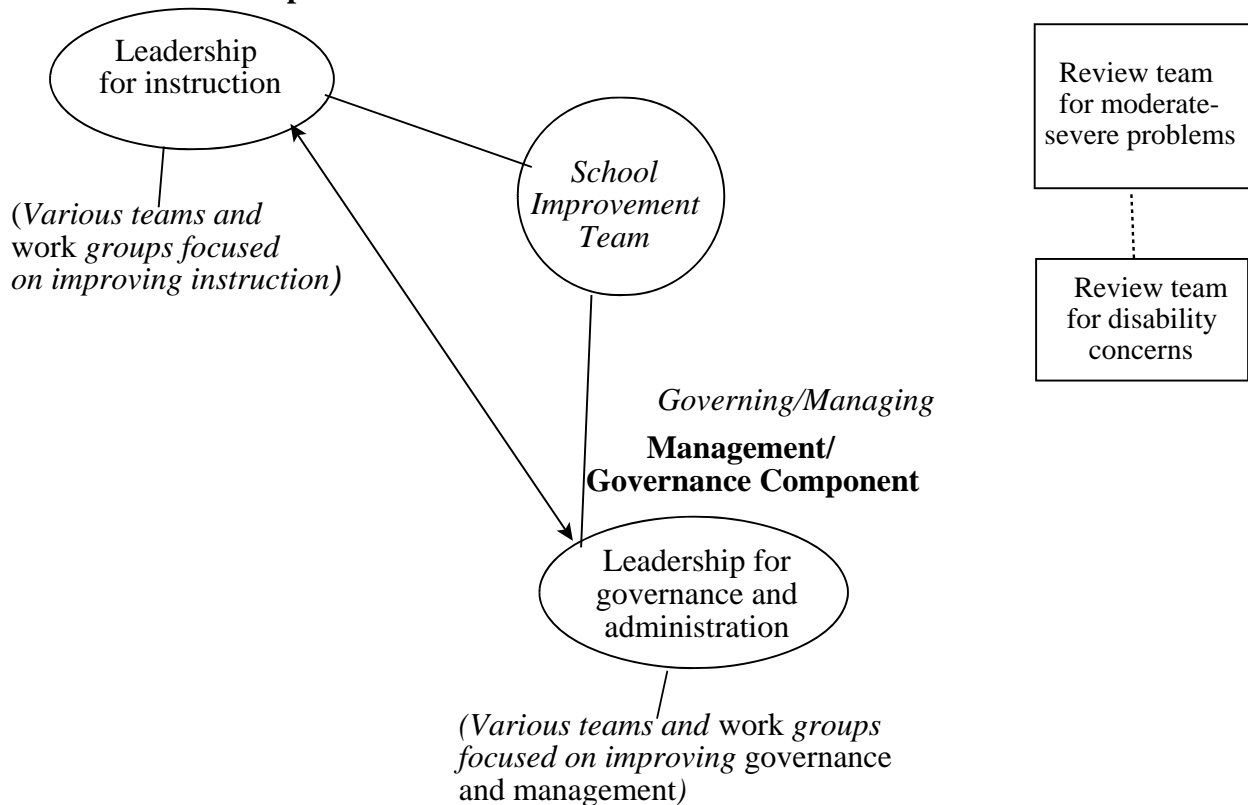 Leadership
for instruction
(Various teams and
work groups focused
on improving instruction)
School
Improvement
Team
Review team
for moderate-
severe problems
Review team
for disability
concerns
Governing/Managing
Management/
Governance Component
Leadership for
governance and
administration
(Various teams and work groups
focused on improving governance
and management)